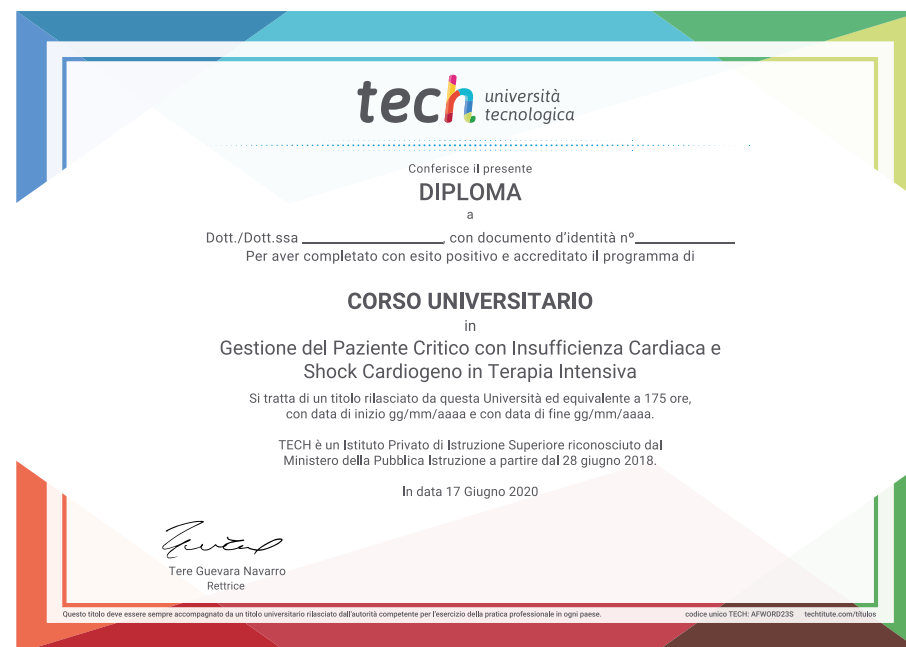 tech università
tecnologica
Conferisce il presente
DIPLOMA
a
Dott./Dott.ssa ____________________, con documento d'identità nº______________
Per aver completato con esito positivo e accreditato il programma di
CORSO UNIVERSITARIO
in
Gestione del Paziente Critico con Insufficienza Cardiaca e
Shock Cardiogeno in Terapia Intensiva
Si tratta di un titolo rilasciato da questa Università ed equivalente a 175 ore,
con data di inizio gg/mm/aaaa e con data di fine gg/mm/aaaa.
TECH è un Istituto Privato di Istruzione Superiore riconosciuto dal
Ministero della Pubblica Istruzione a partire dal 28 giugno 2018.
In data 17 Giugno 2020
Tere Guevara Navarro
Rettrice
Questo titolo deve essere sempre accompagnato da un titolo universitario rilasciato dall'autorità competente per l'esercizio della pratica professionale in ogni paese. codice unico TECH: AFWORD23S techtitute.com/titulos